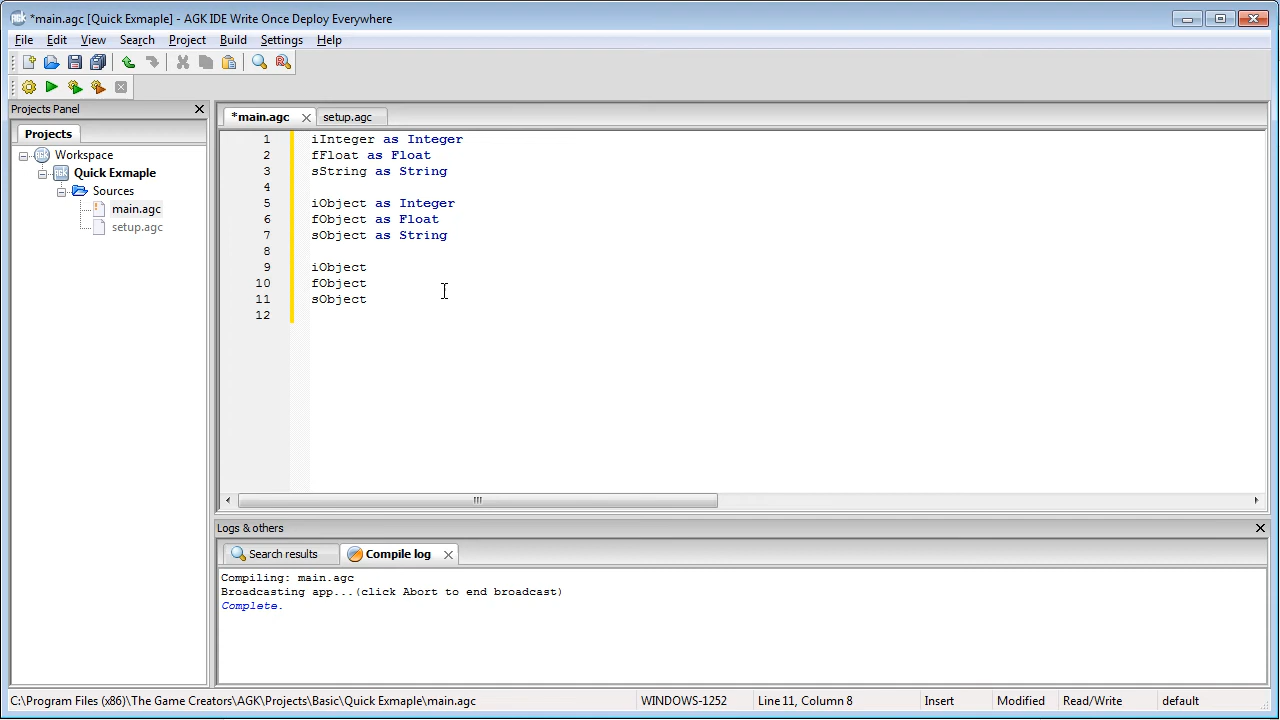 *main.agc [Quick Exmaple] - AGK IDE Write Once Deploy Everywhere
File Edit View Search Project Build Settings Help
Projects Panel
Projects
Workspace
Quick Exmaple
Sources
main.agc
setup.agc
*main.agc setup.agc
1 iInteger as Integer
2 fFloat as Float
3 sString as String
4
5 iObject as Integer
6 fObject as Float
7 sObject as String
8
9 iObject
10 fObject
11 sObject
12
Logs & others
Search results Compile log
Compiling: main.agc
Broadcasting app...(click Abort to end broadcast)
Complete.
C:\Program Files (x86)\The Game Creators\AGK\Projects\Basic\Quick Exmaple\main.agc WINDOWS-1252 Line 11, Column 8 Insert Modified Read/Write default